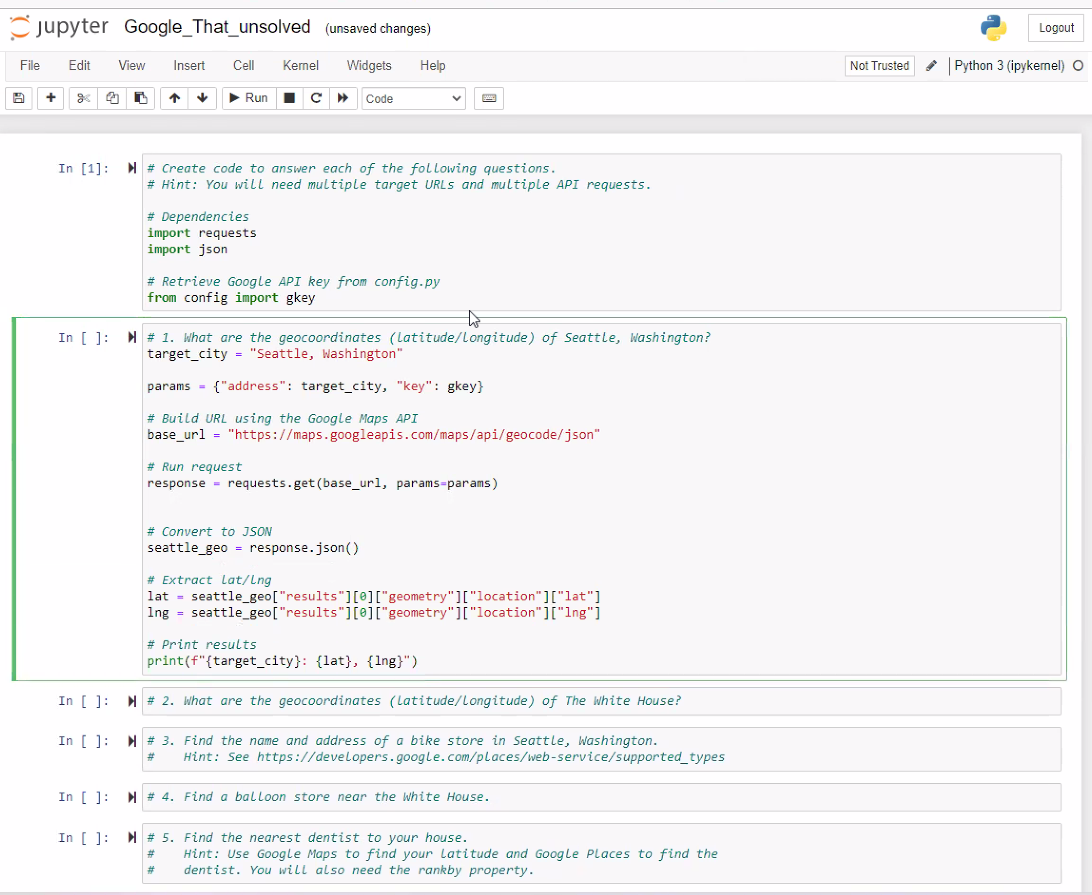 jupyter Google_That_unsolved (unsaved changes) Logout
File Edit View Insert Cell Kernel Widgets Help Not Trusted Python 3 (ipykernel)
Run Code
In [1]:
# Create code to answer each of the following questions.
# Hint: You will need multiple target URLs and multiple API requests.
# Dependencies
import requests
import json
# Retrieve Google API key from config.py
from config import gkey
In [ ]:
# 1. What are the geocoordinates (latitude/longitude) of Seattle, Washington?
target_city = "Seattle, Washington"
params = {"address": target_city, "key": gkey}
# Build URL using the Google Maps API
base_url = "https://maps.googleapis.com/maps/api/geocode/json"
# Run request
response = requests.get(base_url, params=params)
# Convert to JSON
seattle_geo = response.json()
# Extract lat/lng
lat = seattle_geo["results"][0]["geometry"]["location"]["lat"]
lng = seattle_geo["results"][0]["geometry"]["location"]["lng"]
# Print results
print(f"{target_city}: {lat}, {lng}")
In [ ]:
# 2. What are the geocoordinates (latitude/longitude) of The White House?
In [ ]:
# 3. Find the name and address of a bike store in Seattle, Washington.
#    Hint: See https://developers.google.com/places/web-service/supported_types
In [ ]:
# 4. Find a balloon store near the White House.
In [ ]:
# 5. Find the nearest dentist to your house.
#    Hint: Use Google Maps to find your latitude and Google Places to find the
#    dentist. You will also need the rankby property.